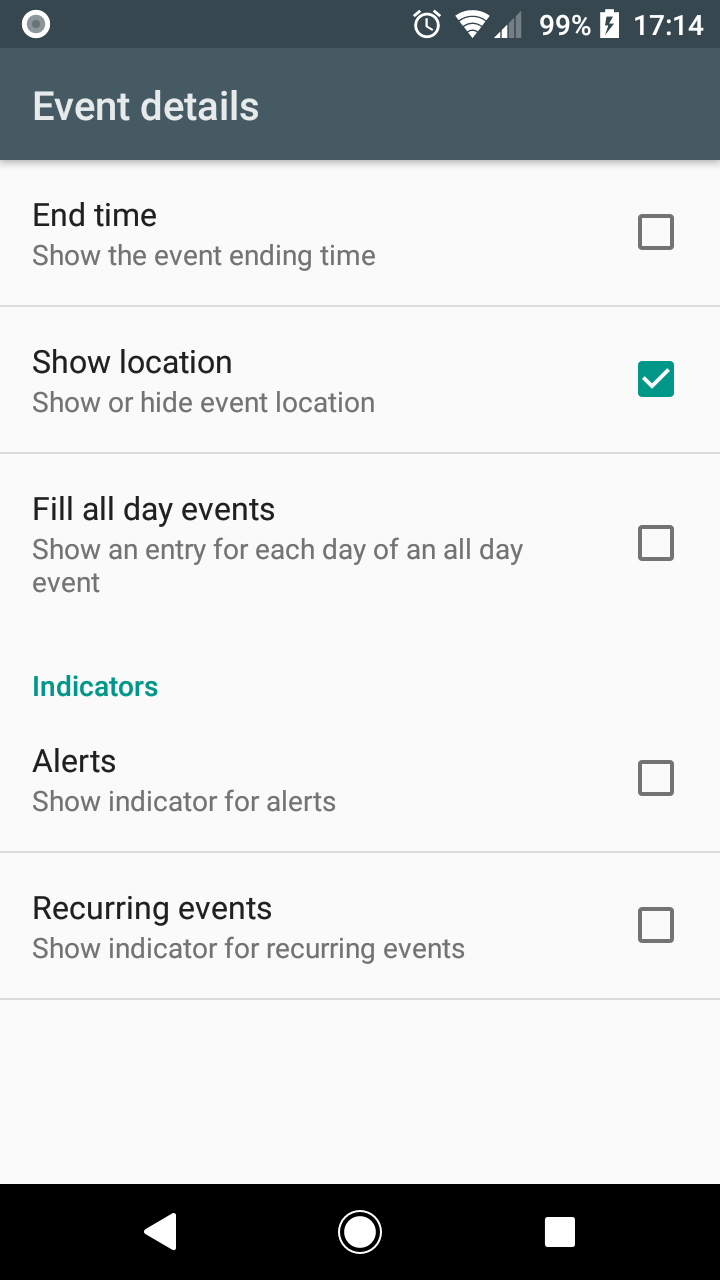 99% 17:14
Event details
End time
Show the event ending time
Show location
Show or hide event location
Fill all day events
Show an entry for each day of an all day
event
Indicators
Alerts
Show indicator for alerts
Recurring events
Show indicator for recurring events